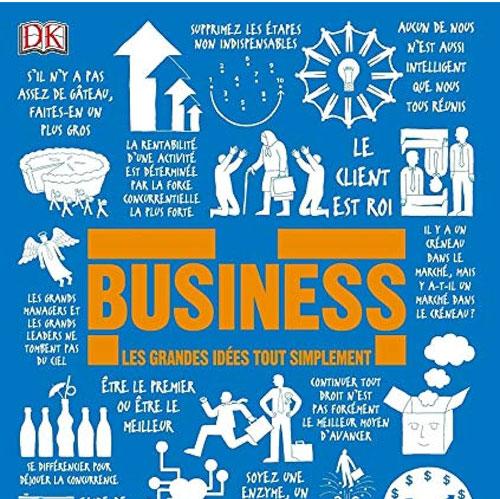 DK
SUPPRIMEZ LES ÉTAPES
NON INDISPENSABLES
AUCUN DE NOUS
N'EST AUSSI
INTELLIGENT
QUE NOUS
TOUS RÉUNIS
S'IL N'Y A PAS
ASSEZ DE GÂTEAU,
FAITES-EN UN
PLUS GROS
LA RENTABILITÉ
D'UNE ACTIVITÉ
EST DÉTERMINÉE
PAR LA FORCE
CONCURRENTIELLE
LA PLUS FORTE
LE
CLIENT
EST ROI
IL Y A UN
CRÉNEAU
DANS LE
MARCHÉ, MAIS
Y A-T-IL UN
MARCHÉ DANS
LE CRÉNEAU ?
BUSINESS
LES GRANDES IDÉES TOUT SIMPLEMENT
LES GRANDS
MANAGERS ET
LES GRANDS
LEADERS NE
TOMBENT PAS
DU CIEL
ÊTRE LE PREMIER
OU ÊTRE LE
MEILLEUR
CONTINUER TOUT
DROIT N'EST
PAS FORCÉMENT
LE MEILLEUR MOYEN
D'AVANCER
SE DIFFÉRENCIER POUR
DÉJOUER LA CONCURRENCE
SOYEZ UNE
ENZYME, UN